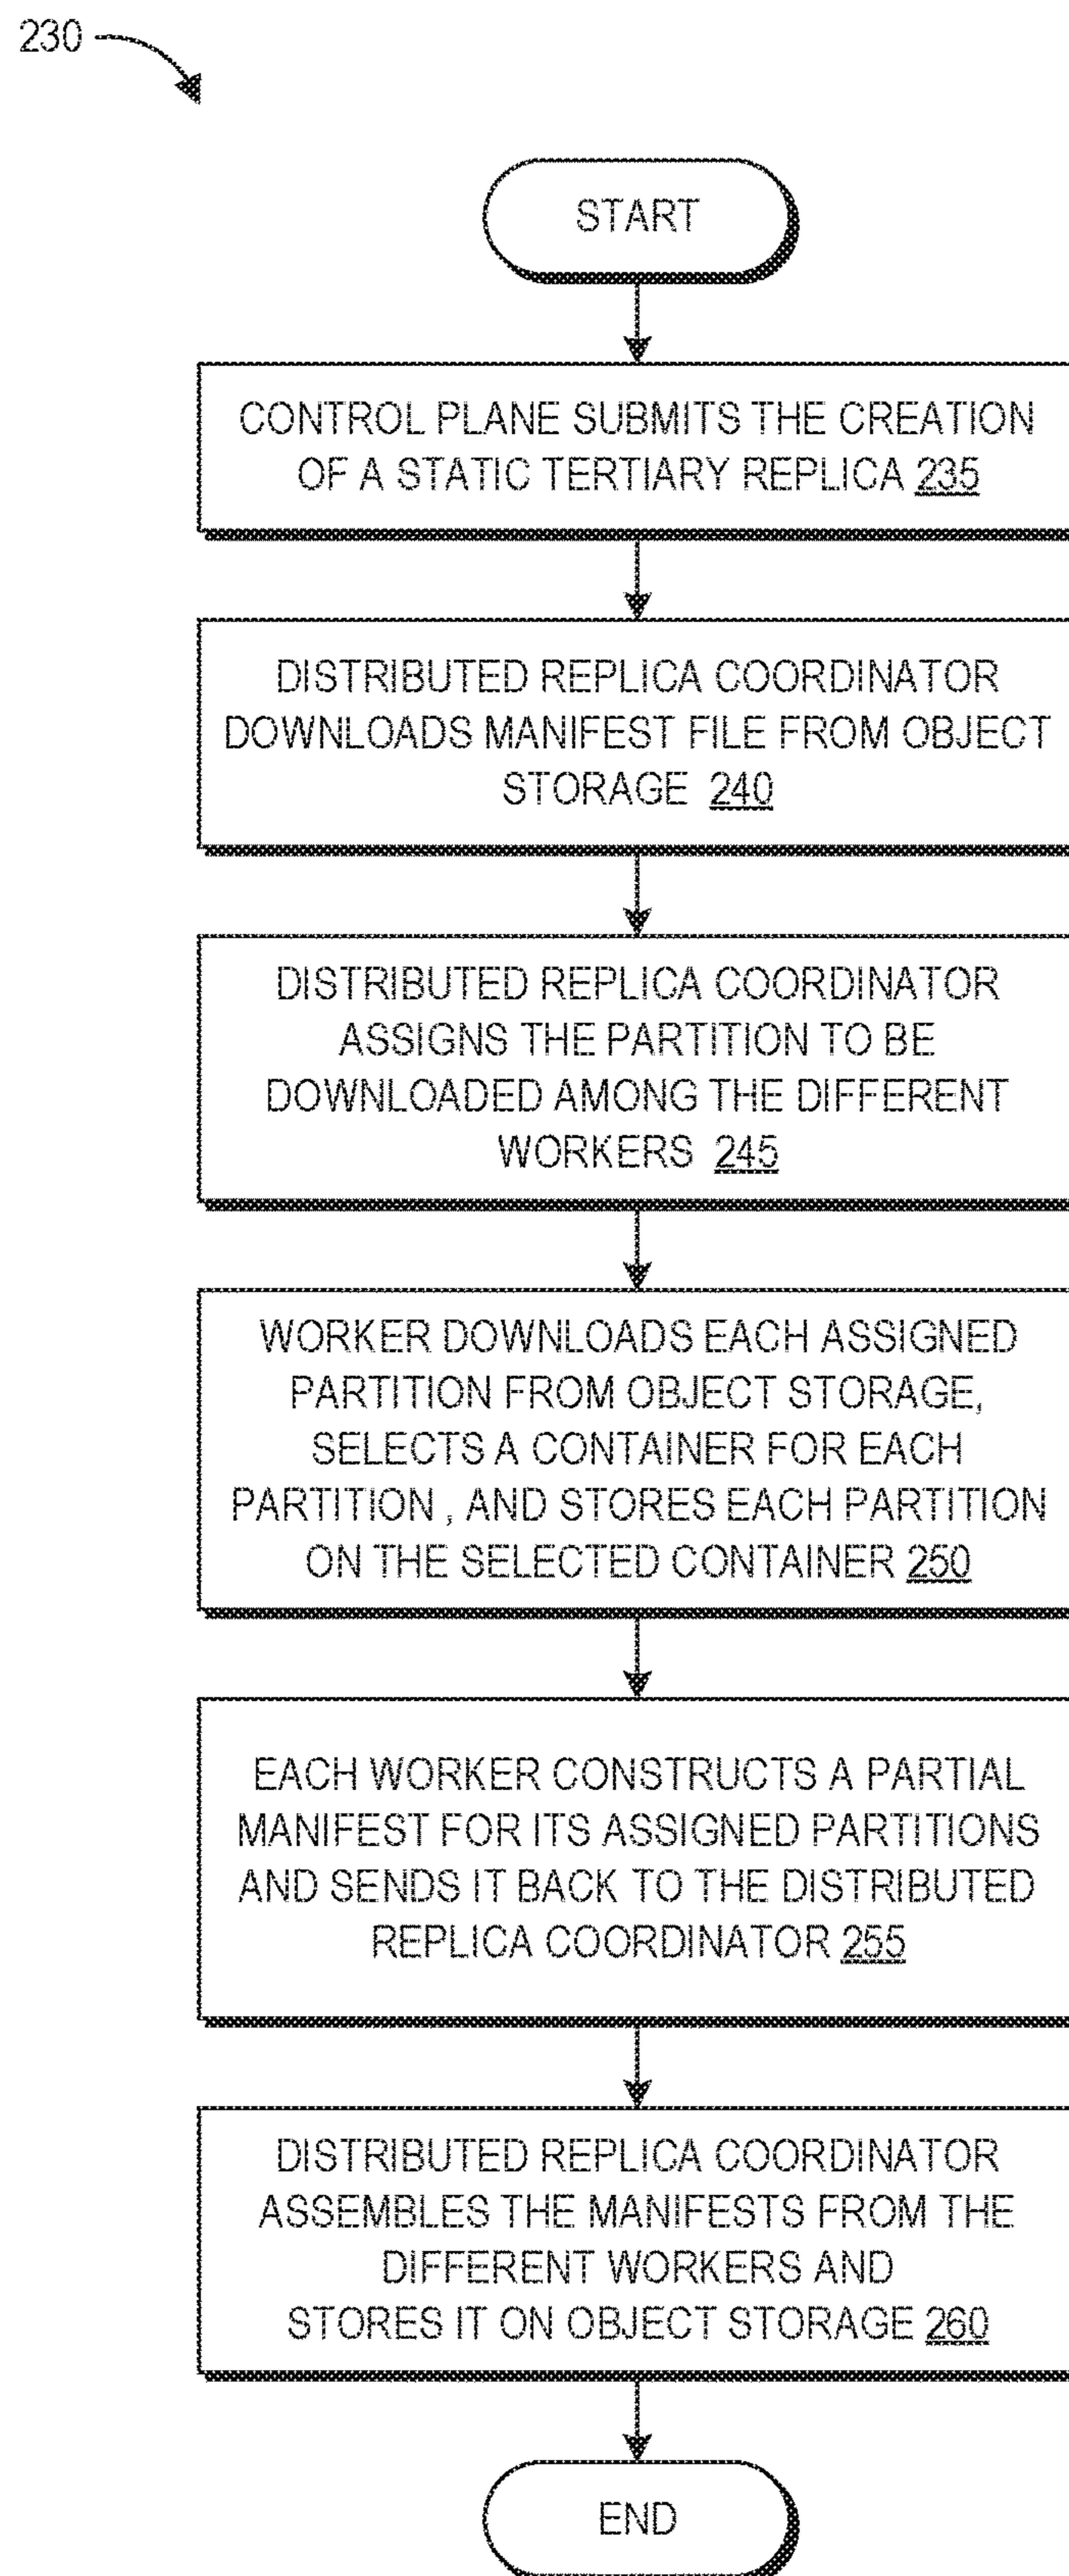 230
START
CONTROL PLANE SUBMITS THE CREATION
OF A STATIC TERTIARY REPLICA 235
DISTRIBUTED REPLICA COORDINATOR
DOWNLOADS MANIFEST FILE FROM OBJECT
STORAGE 240
DISTRIBUTED REPLICA COORDINATOR
ASSIGNS THE PARTITION TO BE
DOWNLOADED AMONG THE DIFFERENT
WORKERS 245
WORKER DOWNLOADS EACH ASSIGNED
PARTITION FROM OBJECT STORAGE,
SELECTS A CONTAINER FOR EACH
PARTITION , AND STORES EACH PARTITION
ON THE SELECTED CONTAINER 250
EACH WORKER CONSTRUCTS A PARTIAL
MANIFEST FOR ITS ASSIGNED PARTITIONS
AND SENDS IT BACK TO THE DISTRIBUTED
REPLICA COORDINATOR 255
DISTRIBUTED REPLICA COORDINATOR
ASSEMBLES THE MANIFESTS FROM THE
DIFFERENT WORKERS AND
STORES IT ON OBJECT STORAGE 260
END